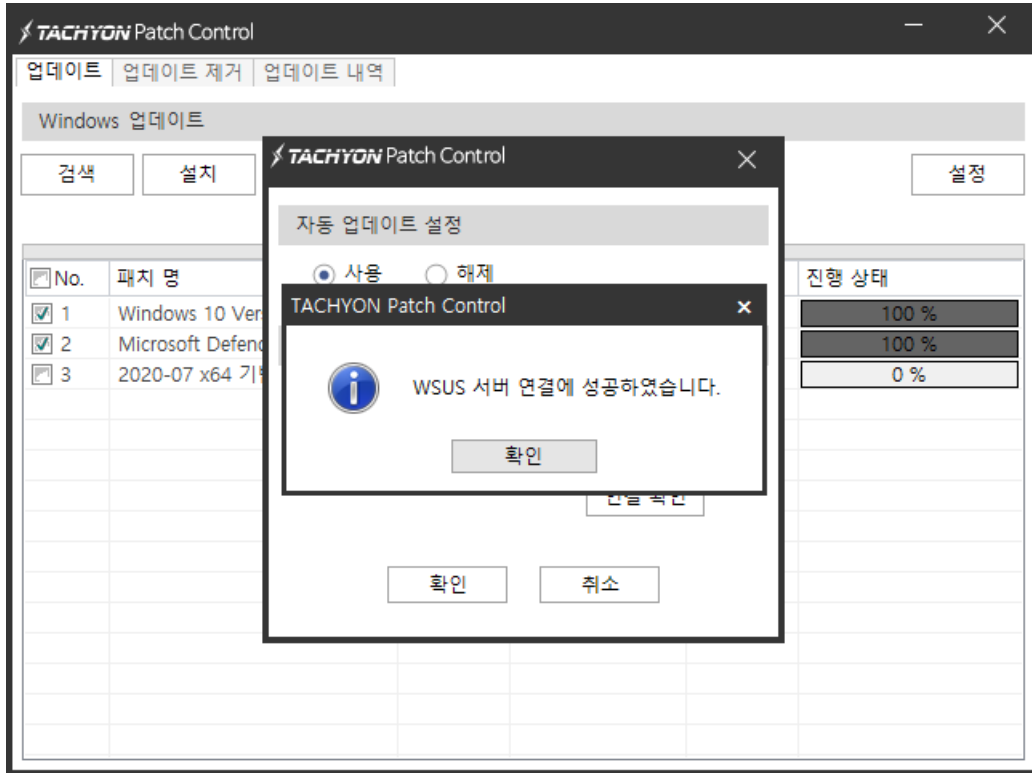 TACHYON Patch Control
업데이트 업데이트 제거 업데이트 내역
Windows 업데이트
검색 설치 설정
TACHYON Patch Control
자동 업데이트 설정
사용 해제
No. 패치 명 진행 상태
TACHYON Patch Control
1 Windows 10 Ver 100 %
2 Microsoft Defend 100 %
3 2020-07 x64 0 %
WSUS 서버 연결에 성공하였습니다.
확인
확인 취소